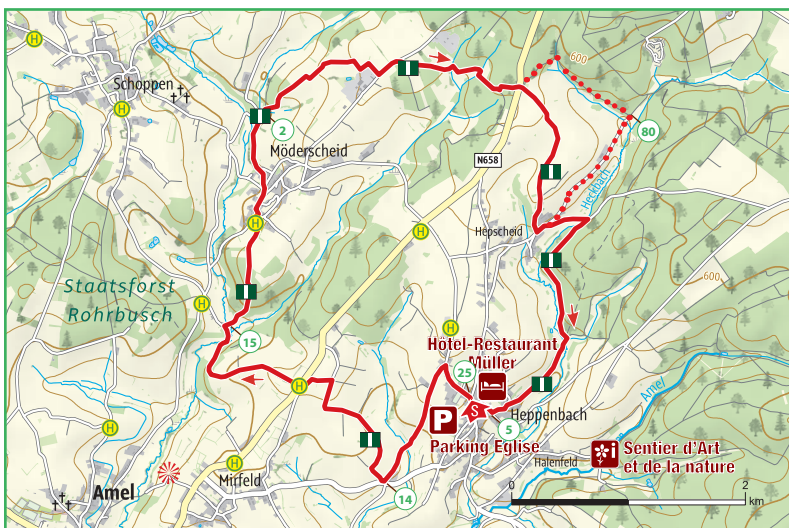 H
600
Schoppen
H
2
80
Möderscheid
N658
Heckbach
H
H
Hepscheid
600
Staatsforst
Rohrbusch
H
15
H
Hôtel-Restaurant
Müller
25
H
S
P
Heppenbach
5
Parking Eglise
Amel
H
Halenfeld
i
Sentier d'Art
et de la nature
H
Mirfeld
14
Amel
0
2
km